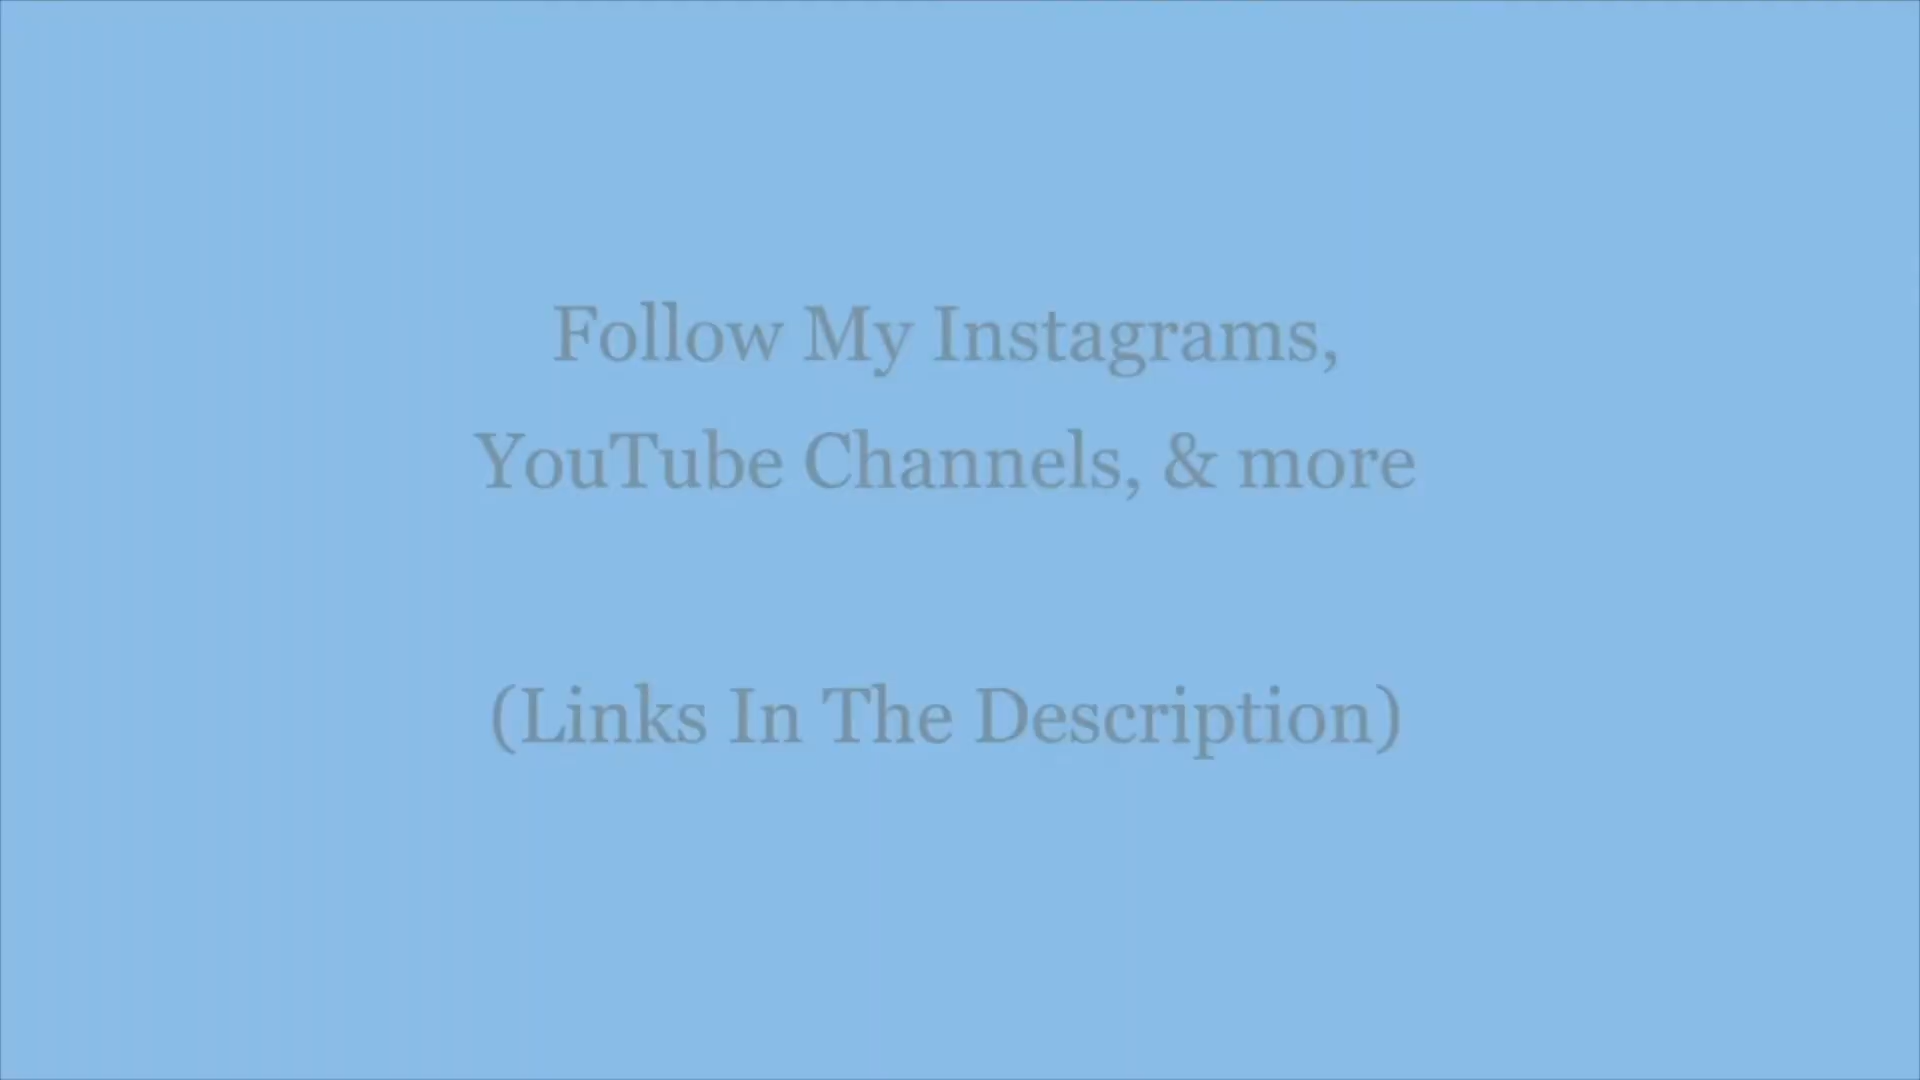 Follow My Instagrams,
YouTube Channels, & more
(Links In The Description)